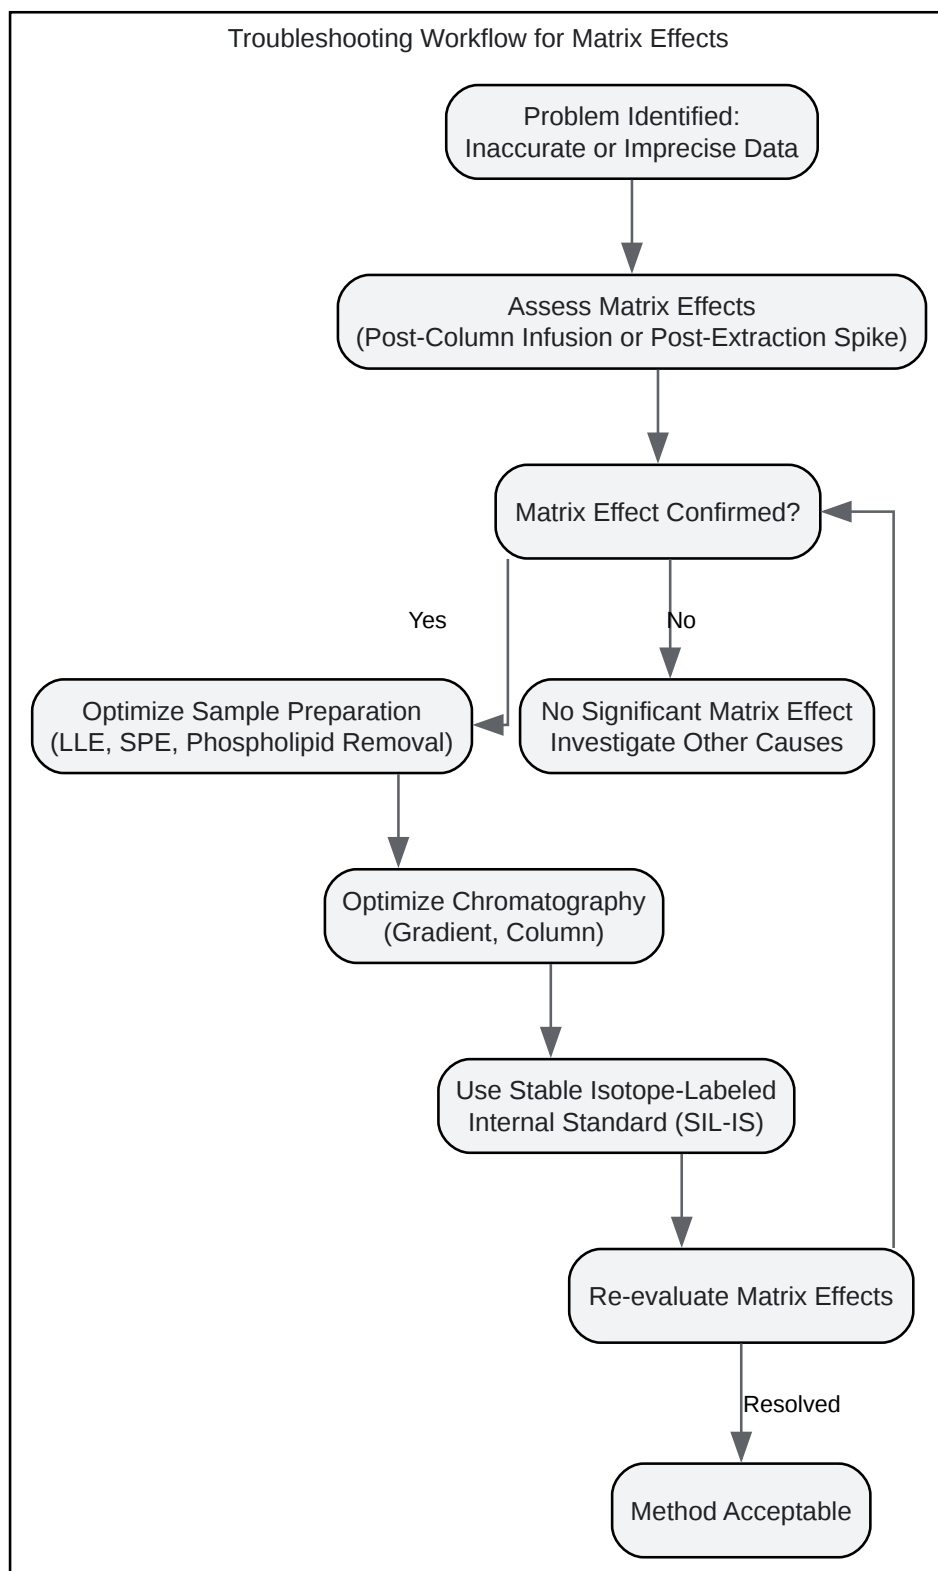 Troubleshooting Workflow for Matrix Effects
Problem Identified:
Inaccurate or Imprecise Data
Assess Matrix Effects
(Post-Column Infusion or Post-Extraction Spike)
Matrix Effect Confirmed?
Yes
No
Optimize Sample Preparation
(LLE, SPE, Phospholipid Removal)
No Significant Matrix Effect
Investigate Other Causes
Optimize Chromatography
(Gradient, Column)
Use Stable Isotope-Labeled
Internal Standard (SIL-IS)
Re-evaluate Matrix Effects
Resolved
Method Acceptable